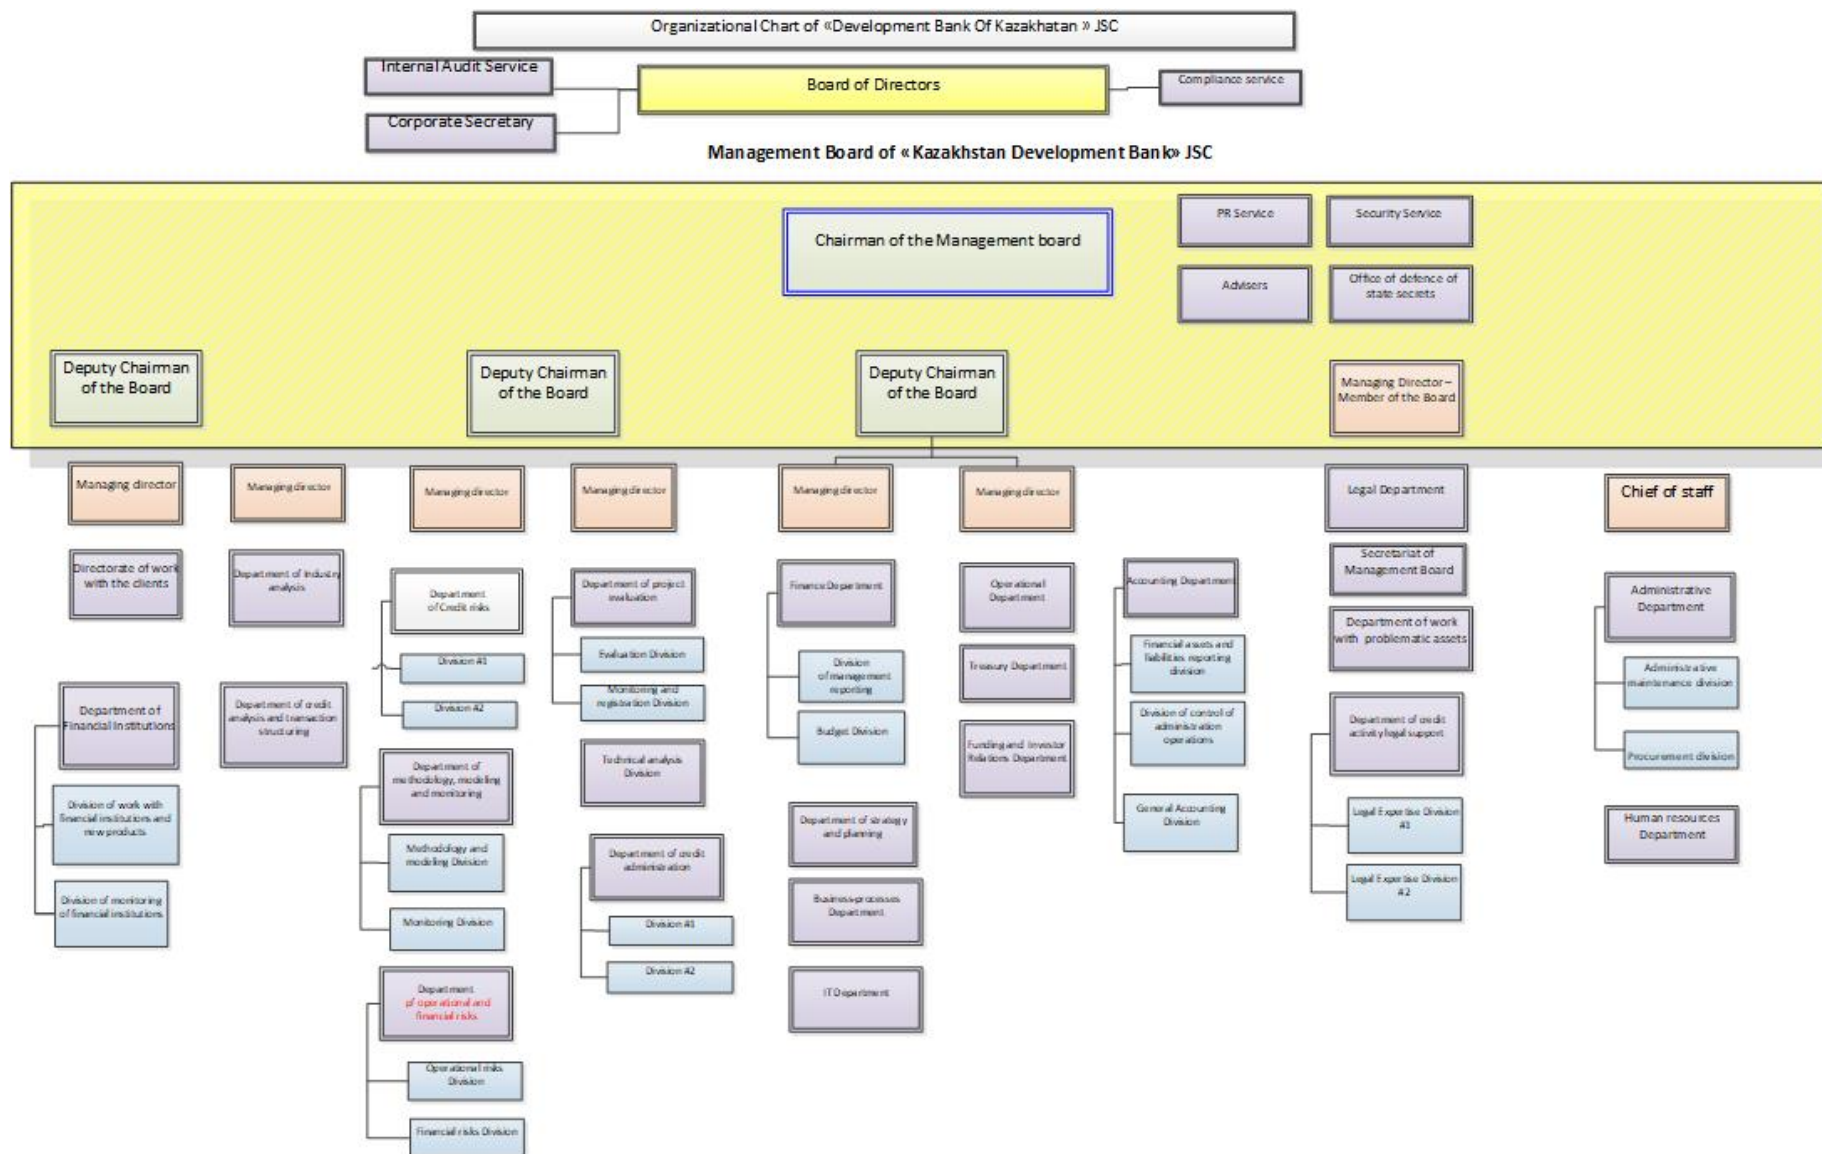 Organizational Chart of «Development Bank Of Kazakhatan » JSC
Internal Audit Service
Board of Directors
Compliance service
Corporate Secretary
Management Board of «Kazakhstan Development Bank» JSC
Chairman of the Management board
PR Service
Security Service
Advisers
Office of defence of
state secrets
Deputy Chairman
of the Board
Deputy Chairman
of the Board
Deputy Chairman
of the Board
Managing Director –
Member of the Board
Managing director
Managing director
Managing director
Managing director
Managing director
Managing director
Legal Department
Chief of staff
Directorate of work
with the clients
Department of industry
analysis
Department
of Credit risks
Division #1
Division #2
Department of project
evaluation
Evaluation Division
Monitoring and
registration Division
Finance Department
Division
of management
reporting
Budget Division
Operational
Department
Treasury Department
Funding and Investor
Relations Department
Accounting Department
Financial assets and
liabilities reporting
division
Division of control of
administration
operations
General Accounting
Division
Secretariat of
Management Board
Department of work
with problematic assets
Department of credit
activity legal support
Legal Expertise Division
#1
Legal Expertise Division
#2
Administrative
Department
Administrative
maintenance division
Procurement division
Human resources
Department
Department of
Financial Institutions
Division of work with
financial institutions and
new products
Division of monitoring
of financial institutions
Department of credit
analysis and transaction
structuring
Department of
methodology, modeling
and monitoring
Methodology and
modeling Division
Monitoring Division
Department
pf operational and
financial risks
Operational risks
Division
Financial risks Division
Technical analysis
Division
Department of credit
administration
Division #1
Division #2
Department of strategy
and planning
Business-processes
Department
IT Department